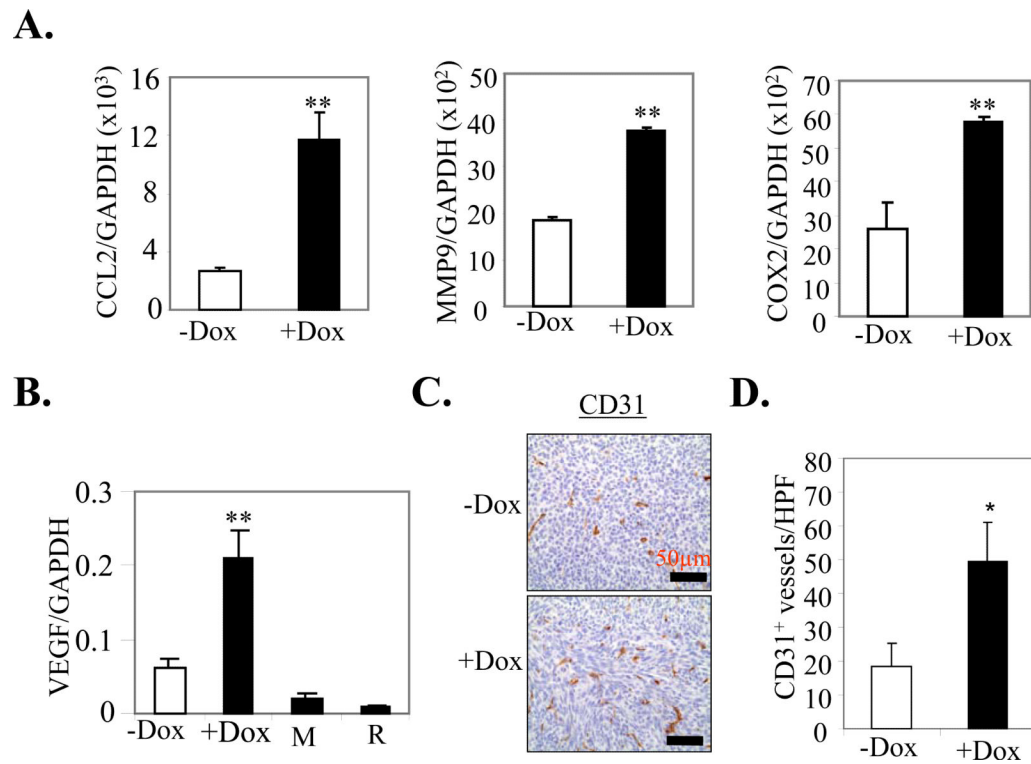 A.
CCL2/GAPDH (x10³)
16
12
8
4
0
**
-Dox
+Dox
MMP9/GAPDH (x10²)
50
40
30
20
10
0
**
-Dox
+Dox
COX2/GAPDH (x10²)
70
60
50
40
30
20
10
0
**
-Dox
+Dox
B.
VEGF/GAPDH
0.3
0.2
0.1
0
**
-Dox
+Dox
M
R
C.
CD31
-Dox
50µm
+Dox
D.
CD31⁺ vessels/HPF
80
70
60
50
40
30
20
10
0
*
-Dox
+Dox